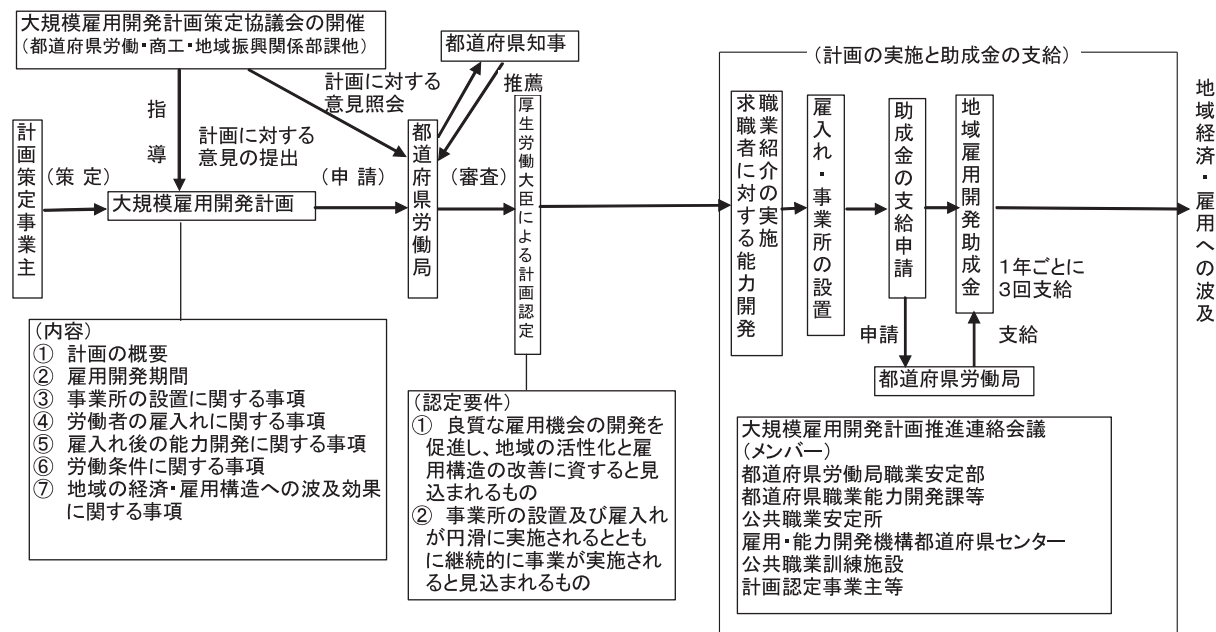 大規模雇用開発計画策定協議会の開催
(都道府県労働・商工・地域振興関係部課他)
都道府県知事
(計画の実施と助成金の支給)
指導
計画に対する
意見照会
推薦
計画に対する
意見の提出
計画策定事業主
(策定)
大規模雇用開発計画
(申請)
都道府県労働局
(審査)
厚生労働大臣による計画認定
職業紹介の実施
求職者に対する能力開発
雇入れ・事業所の設置
助成金の支給申請
地域雇用開発助成金
1年ごとに
3回支給
地域経済・雇用への波及
申請
支給
都道府県労働局
(内容)
① 計画の概要
② 雇用開発期間
③ 事業所の設置に関する事項
④ 労働者の雇入れに関する事項
⑤ 雇入れ後の能力開発に関する事項
⑥ 労働条件に関する事項
⑦ 地域の経済・雇用構造への波及効果
に関する事項
(認定要件)
① 良質な雇用機会の開発を
促進し、地域の活性化と雇
用構造の改善に資すると見
込まれるもの
② 事業所の設置及び雇入れ
が円滑に実施されるととも
に継続的に事業が実施され
ると見込まれるもの
大規模雇用開発計画推進連絡会議
(メンバー)
都道府県労働局職業安定部
都道府県職業能力開発課等
公共職業安定所
雇用・能力開発機構都道府県センター
公共職業訓練施設
計画認定事業主等